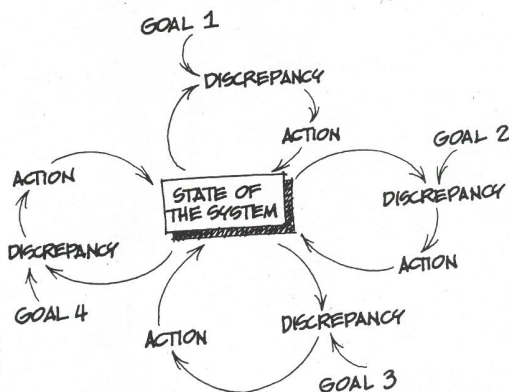 GOAL 1
DISCREPANCY
ACTION
GOAL 2
ACTION
STATE OF
THE SYSTEM
DISCREPANCY
DISCREPANCY
ACTION
GOAL 4
ACTION
DISCREPANCY
GOAL 3